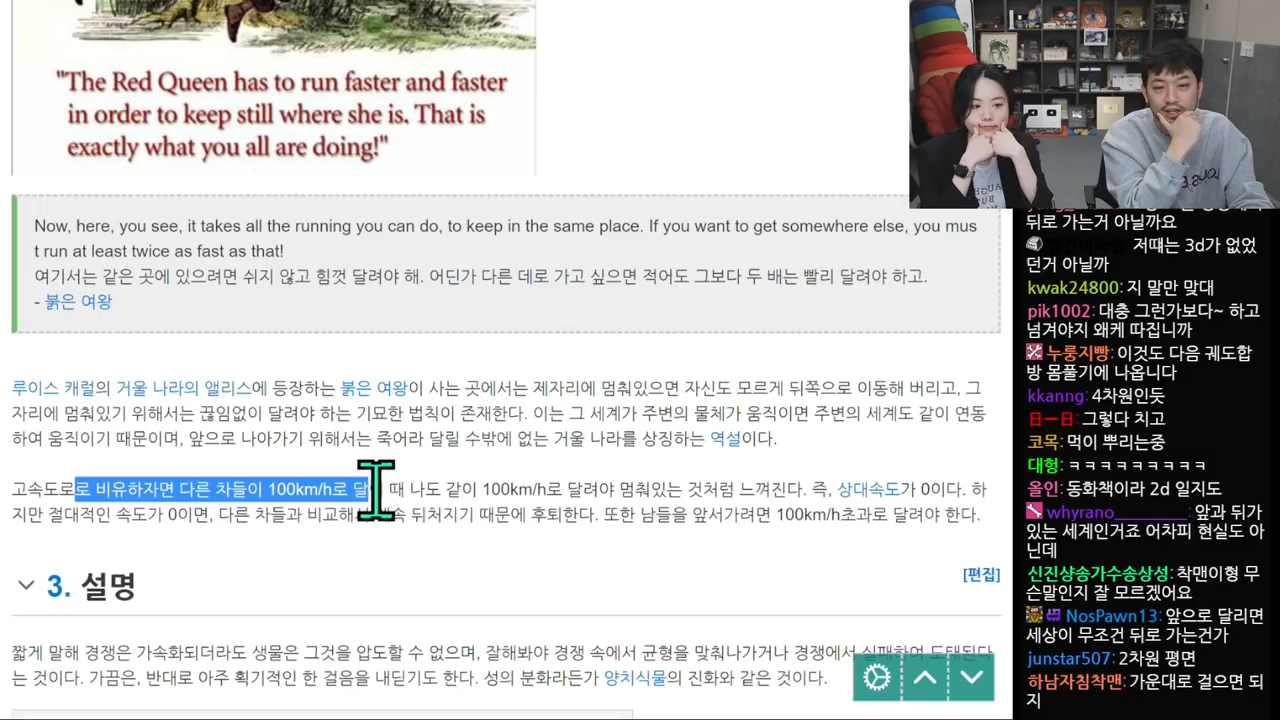 "The Red Queen has to run faster and faster
in order to keep still where she is. That is
exactly what you all are doing!"
Now, here, you see, it takes all the running you can do, to keep in the same place. If you want to get somewhere else, you mus
t run at least twice as fast as that!
여기서는 같은 곳에 있으려면 쉬지 않고 힘껏 달려야 해. 어딘가 다른 데로 가고 싶으면 적어도 그보다 두 배는 빨리 달려야 하고.
- 붉은 여왕
루이스 캐럴의 거울 나라의 앨리스에 등장하는 붉은 여왕이 사는 곳에서는 제자리에 멈춰있으면 자신도 모르게 뒤쪽으로 이동해 버리고, 그
자리에 멈춰있기 위해서는 끊임없이 달려야 하는 기묘한 법칙이 존재한다. 이는 그 세계가 주변의 물체가 움직이면 주변의 세계도 같이 연동
하여 움직이기 때문이며, 앞으로 나아가기 위해서는 죽어라 달릴 수밖에 없는 거울 나라를 상징하는 역설이다.
고속도로로 비유하자면 다른 차들이 100km/h로 달 때 나도 같이 100km/h로 달려야 멈춰있는 것처럼 느껴진다. 즉, 상대속도가 0이다. 하
지만 절대적인 속도가 0이면, 다른 차들과 비교해 뒤처지기 때문에 후퇴한다. 또한 남들을 앞서가려면 100km/h초과로 달려야 한다.
3. 설명
[편집]
짧게 말해 경쟁은 가속화되더라도 생물은 그것을 압도할 수 없으며, 잘해봐야 경쟁 속에서 균형을 맞춰나가거나 경쟁에서 실패하여 도태된다
는 것이다. 가끔은, 반대로 아주 획기적인 한 걸음을 내딛기도 한다. 성의 분화라든가 양치식물의 진화와 같은 것이다.
뒤로 가는거 아닐까요
저떄는 3d가 없었
던거 아닐까
kwak24800: 지 말만 맞대
pik1002: 대충 그런가보다~ 하고
넘겨야지 왜케 따집니까
누룽지빵: 이것도 다음 궤도합
방 몸풀기에 나옵니다
kkanng: 4차원인듯
日一日: 그렇다 치고
코목: 먹이 뿌리는중
대형: ㅋㅋㅋㅋㅋㅋㅋㅋㅋ
올인: 동화책이라 2d 일지도
whyrano________: 앞과 뒤가
있는 세계인거죠 어차피 현실도 아
닌데
신진샹송가수송상성: 착맨이형 무
슨말인지 잘 모르겠어요
NosPawn13: 앞으로 달리면
세상이 무조건 뒤로 가는건가
junstar507: 2차원 평면
하남자침착맨: 가운대로 걸으면 되
지